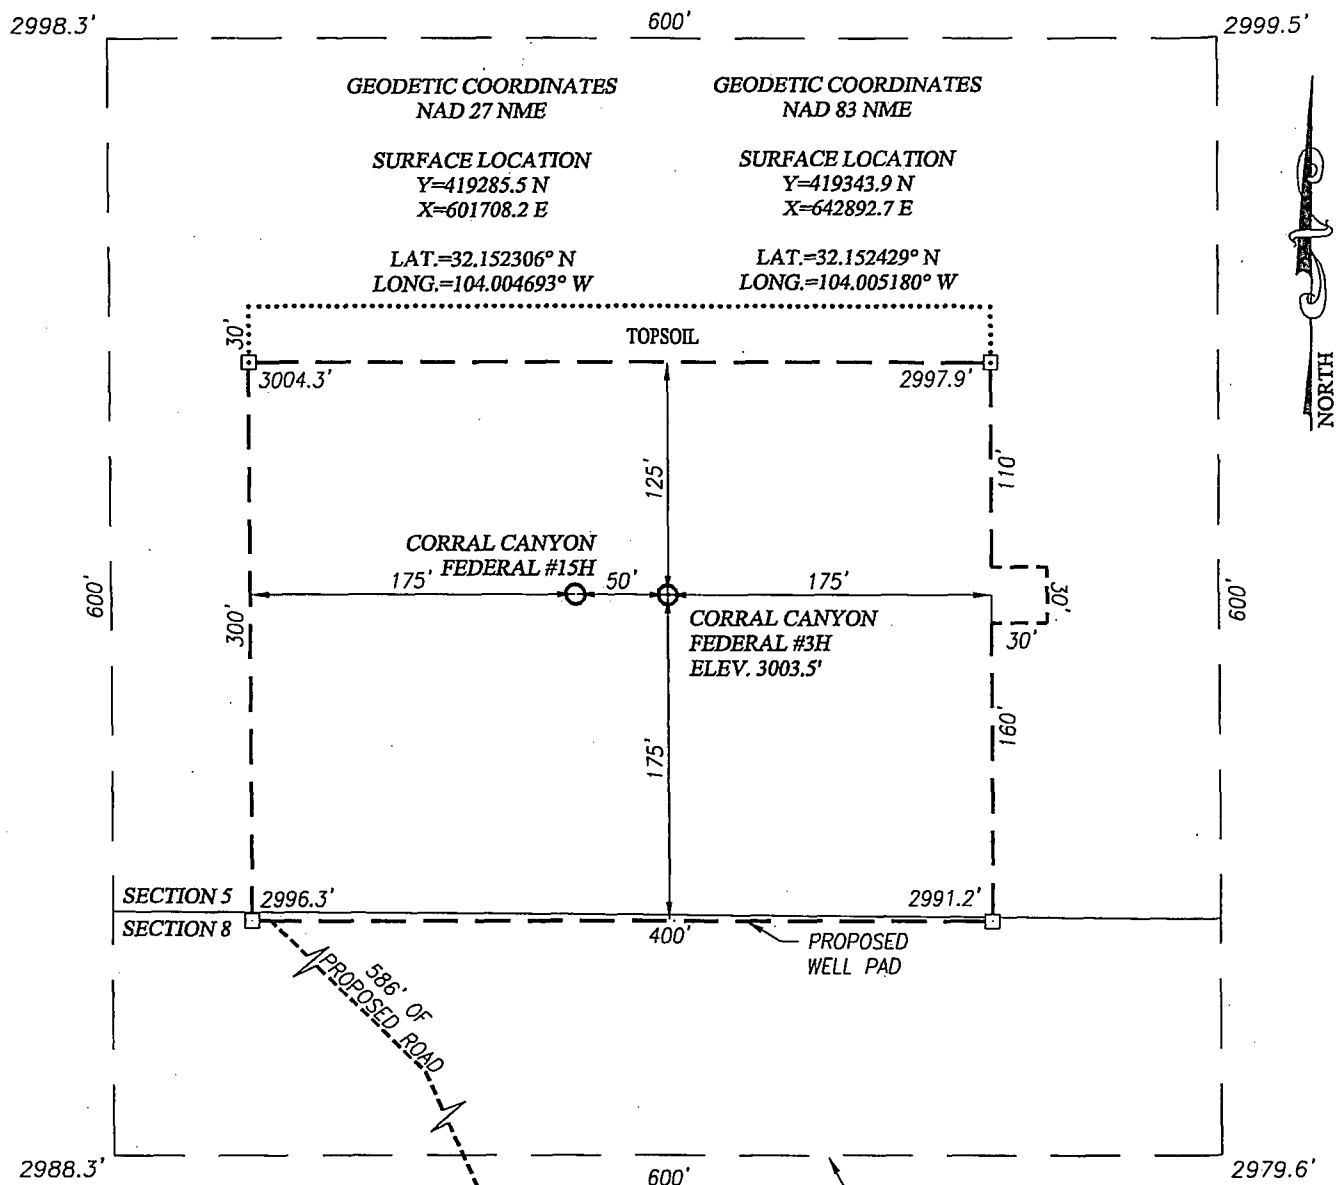 2998.3'
600'
2999.5'
GEODETIC COORDINATES
NAD 27 NME
SURFACE LOCATION
Y=419285.5 N
X=601708.2 E
LAT.=32.152306° N
LONG.=104.004693° W
GEODETIC COORDINATES
NAD 83 NME
SURFACE LOCATION
Y=419343.9 N
X=642892.7 E
LAT.=32.152429° N
LONG.=104.005180° W
NORTH
30'
TOPSOIL
3004.3'
2997.9'
125'
110'
CORRAL CANYON
FEDERAL #15H
175'
50'
175'
30'
30'
600'
300'
600'
CORRAL CANYON
FEDERAL #3H
ELEV. 3003.5'
175'
160'
SECTION 5
2996.3'
2991.2'
SECTION 8
400'
PROPOSED
WELL PAD
586' OF
PROPOSED ROAD
2988.3'
600'
2979.6'